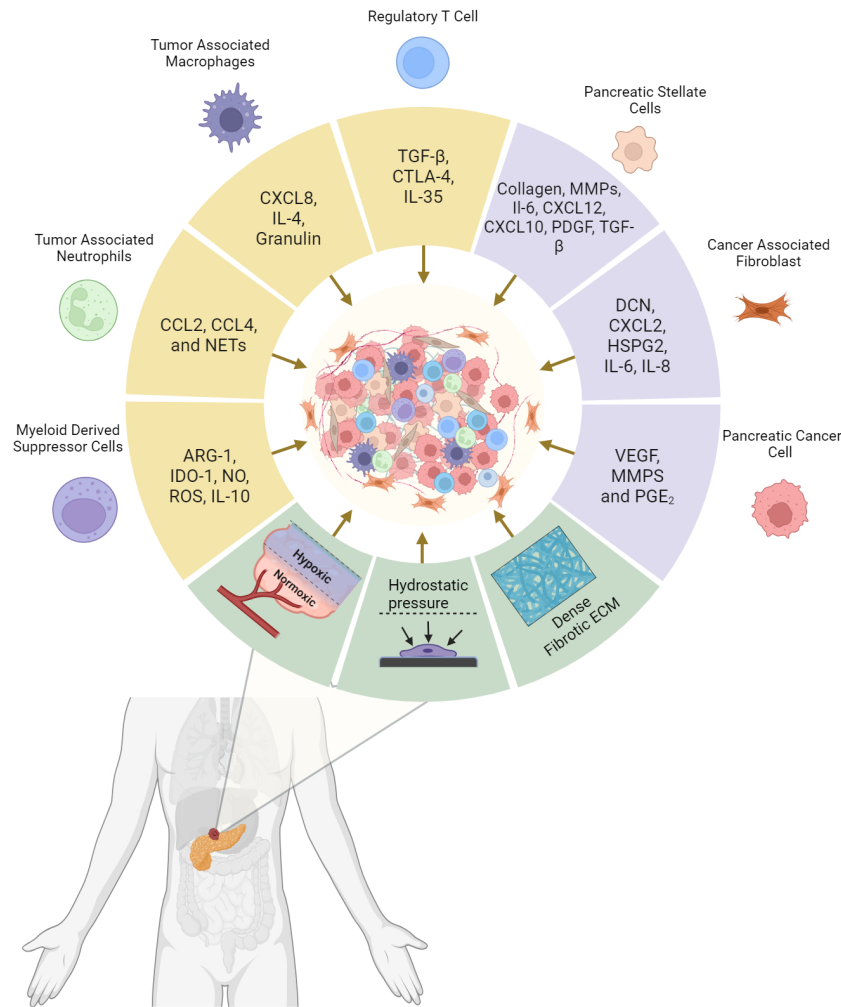 Regulatory T Cell
Tumor Associated
Macrophages
Pancreatic Stellate
Cells
TGF-β,
CTLA-4,
IL-35
Collagen, MMPs,
Il-6, CXCL12,
CXCL10, PDGF, TGF-
β
CXCL8,
IL-4,
Granulin
Tumor Associated
Neutrophils
Cancer Associated
Fibroblast
CCL2, CCL4,
and NETs
DCN,
CXCL2,
HSPG2,
IL-6, IL-8
Myeloid Derived
Suppressor Cells
Pancreatic Cancer
Cell
ARG-1,
IDO-1, NO,
ROS, IL-10
VEGF,
MMPS
and PGE₂
Hypoxic
Normoxic
Hydrostatic
pressure
Dense
Fibrotic ECM